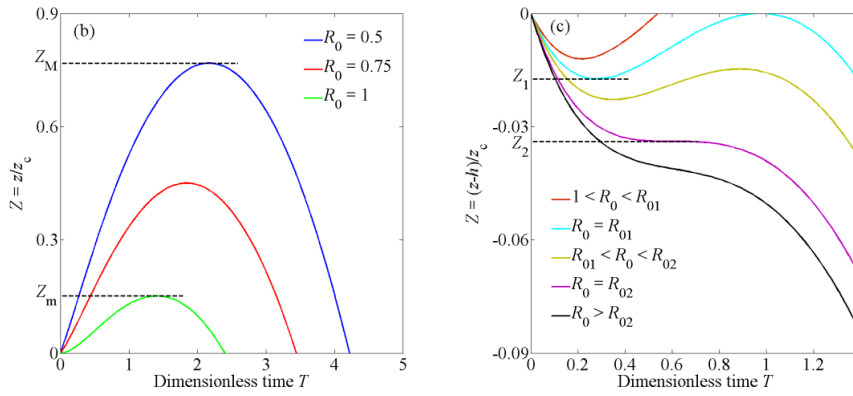 (b)
R0 = 0.5
R0 = 0.75
R0 = 1
ZM
Zm
0.9
0.6
0.3
0
Z = z/zc
0 1 2 3 4 5
Dimensionless time T
(c)
0
-0.03
-0.06
-0.09
Z1
Z2
Z = (z-h)/zc
1 < R0 < R01
R0 = R01
R01 < R0 < R02
R0 = R02
R0 > R02
0 0.2 0.4 0.6 0.8 1 1.2
Dimensionless time T